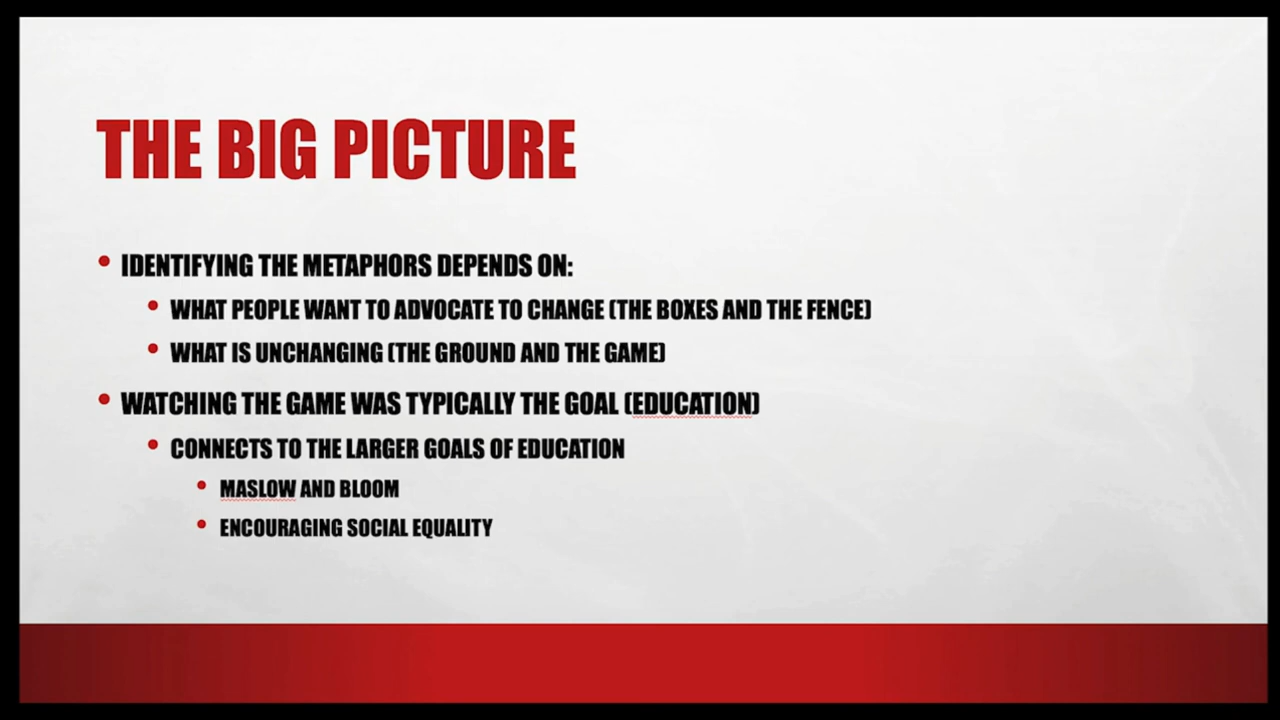 THE BIG PICTURE
IDENTIFYING THE METAPHORS DEPENDS ON:
WHAT PEOPLE WANT TO ADVOCATE TO CHANGE (THE BOXES AND THE FENCE)
WHAT IS UNCHANGING (THE GROUND AND THE GAME)
WATCHING THE GAME WAS TYPICALLY THE GOAL (EDUCATION)
CONNECTS TO THE LARGER GOALS OF EDUCATION
MASLOW AND BLOOM
ENCOURAGING SOCIAL EQUALITY